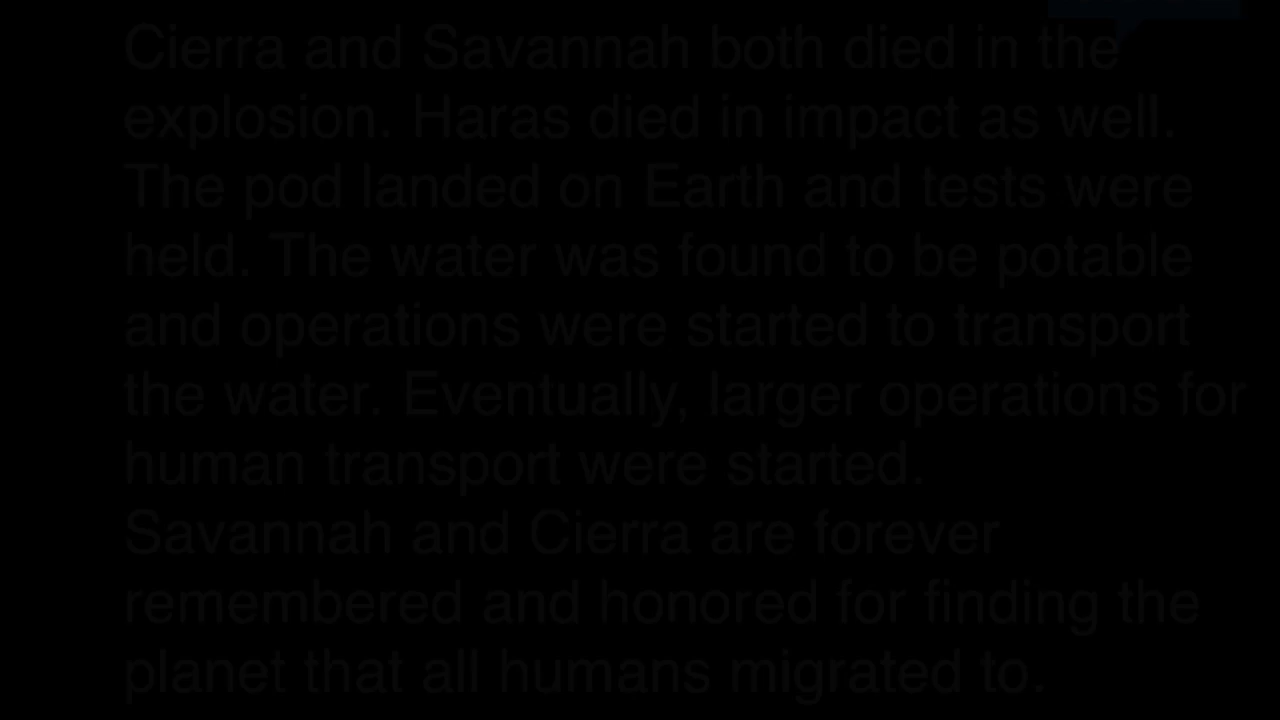 Cierra and Savannah both died in the
explosion. Haras died in impact as well.
The pod landed on Earth and tests were
held. The water was found to be potable
and operations were started to transport
the water. Eventually, larger operations for
human transport were started.
Savannah and Cierra are forever
remembered and honored for finding the
planet that all humans migrated to.